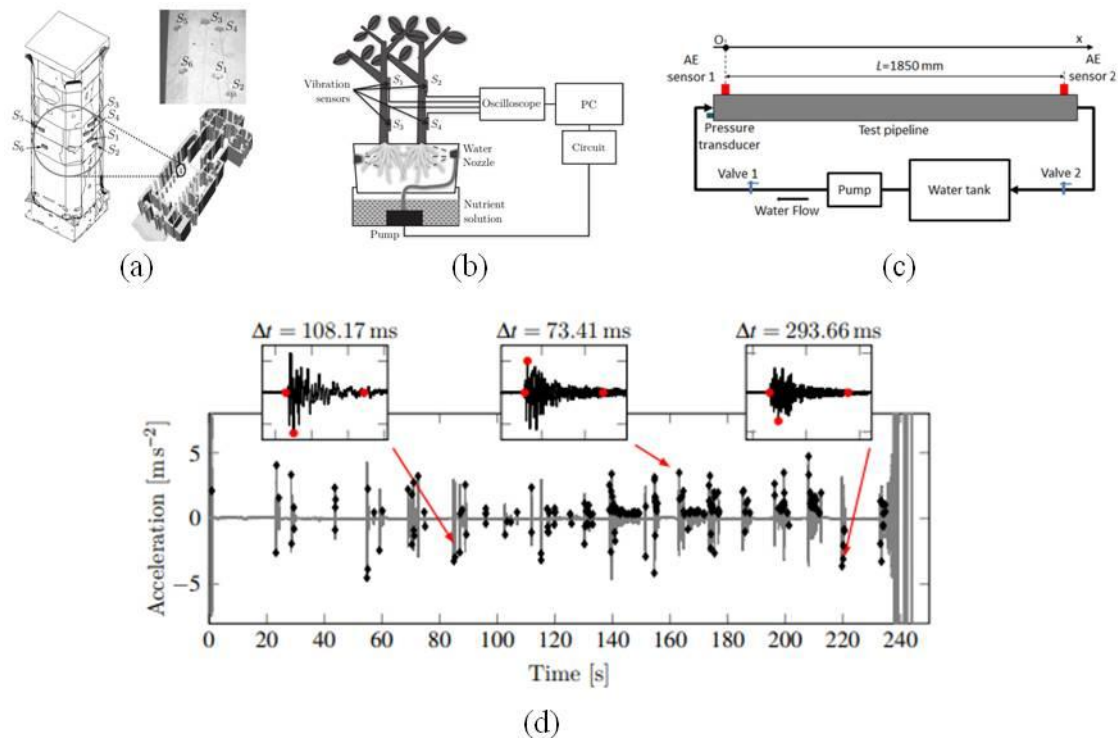 S5
S3
S4
S6
S1
S2
S3
S4
S5
S1
S6
S2
(a)
S1
S2
Vibration
sensors
Oscilloscope
PC
S3
S4
Water
Nozzle
Circuit
Nutrient
solution
Pump
(b)
O
x
AE
sensor 1
L=1850 mm
AE
sensor 2
Pressure
transducer
Test pipeline
Valve 1
Pump
Water tank
Valve 2
Water Flow
(c)
Δt = 108.17 ms
Δt = 73.41 ms
Δt = 293.66 ms
Acceleration [m s⁻²]
5
0
−5
0 20 40 60 80 100 120 140 160 180 200 220 240
Time [s]
(d)